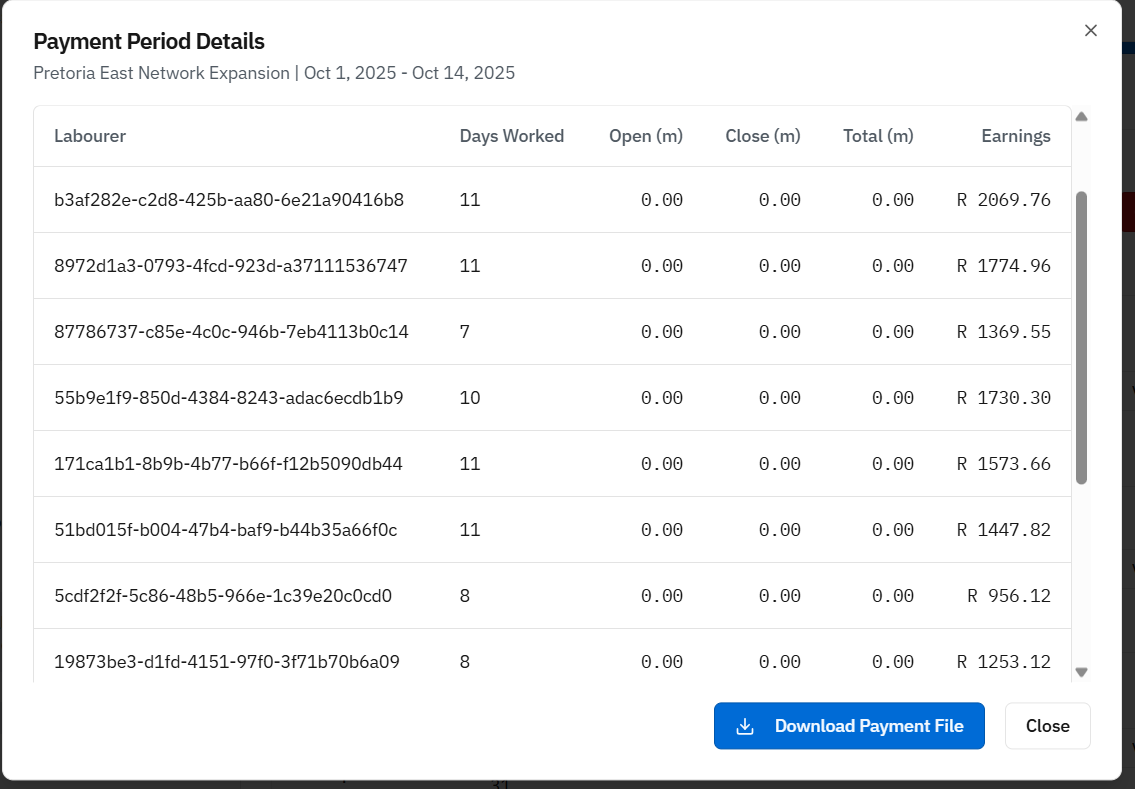 Payment Period Details
Pretoria East Network Expansion | Oct 1, 2025 - Oct 14, 2025
Labourer Days Worked Open (m) Close (m) Total (m) Earnings
b3af282e-c2d8-425b-aa80-6e21a90416b8 11 0.00 0.00 0.00 R 2069.76
8972d1a3-0793-4fcd-923d-a37111536747 11 0.00 0.00 0.00 R 1774.96
87786737-c85e-4c0c-946b-7eb4113b0c14 7 0.00 0.00 0.00 R 1369.55
55b9e1f9-850d-4384-8243-adac6ecdb1b9 10 0.00 0.00 0.00 R 1730.30
171ca1b1-8b9b-4b77-b66f-f12b5090db44 11 0.00 0.00 0.00 R 1573.66
51bd015f-b004-47b4-baf9-b44b35a66f0c 11 0.00 0.00 0.00 R 1447.82
5cdf2f2f-5c86-48b5-966e-1c39e20c0cd0 8 0.00 0.00 0.00 R 956.12
19873be3-d1fd-4151-97f0-3f71b70b6a09 8 0.00 0.00 0.00 R 1253.12
Download Payment File Close